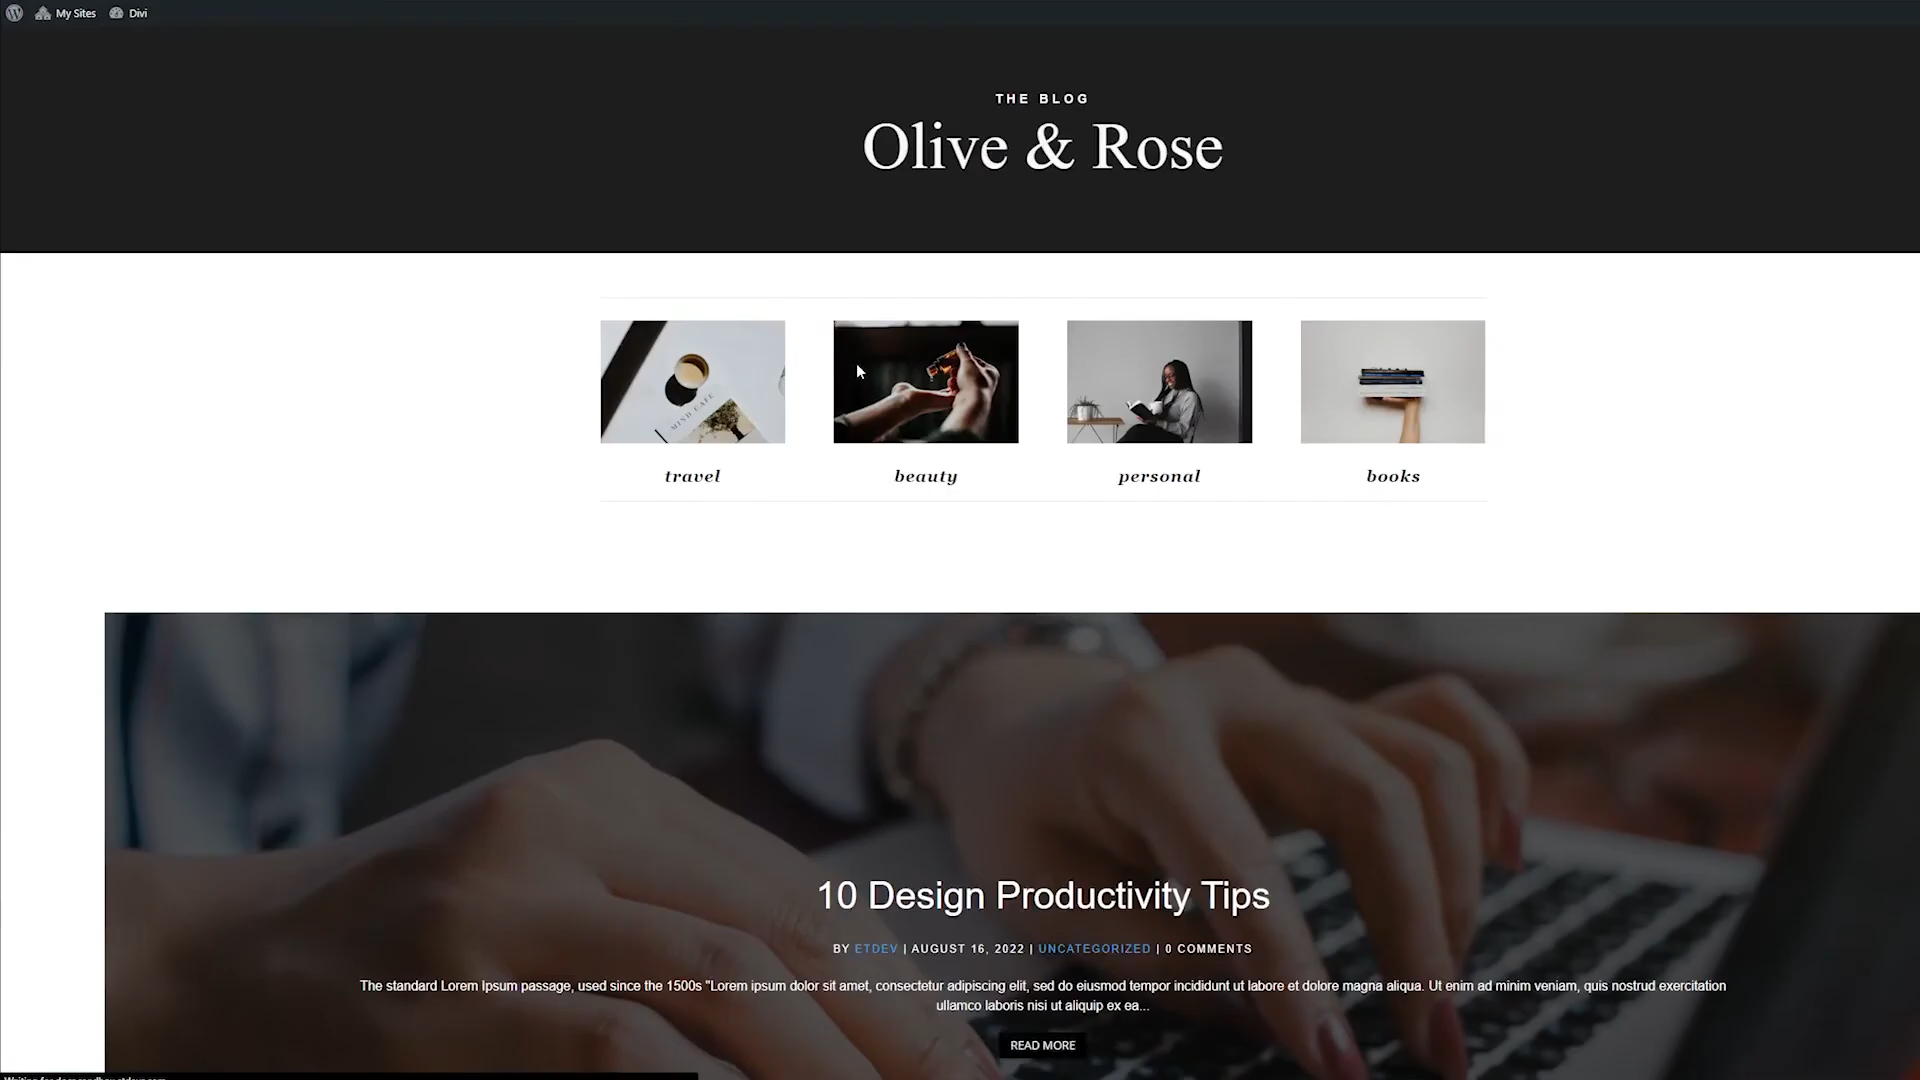 My Sites Divi
THE BLOG
Olive & Rose
MIND CAFE
travel beauty personal books
10 Design Productivity Tips
BY ETDEV | AUGUST 16, 2022 | UNCATEGORIZED | 0 COMMENTS
The standard Lorem Ipsum passage, used since the 1500s "Lorem ipsum dolor sit amet, consectetur adipiscing elit, sed do eiusmod tempor incididunt ut labore et dolore magna aliqua. Ut enim ad minim veniam, quis nostrud exercitation
ullamco laboris nisi ut aliquip ex ea...
READ MORE